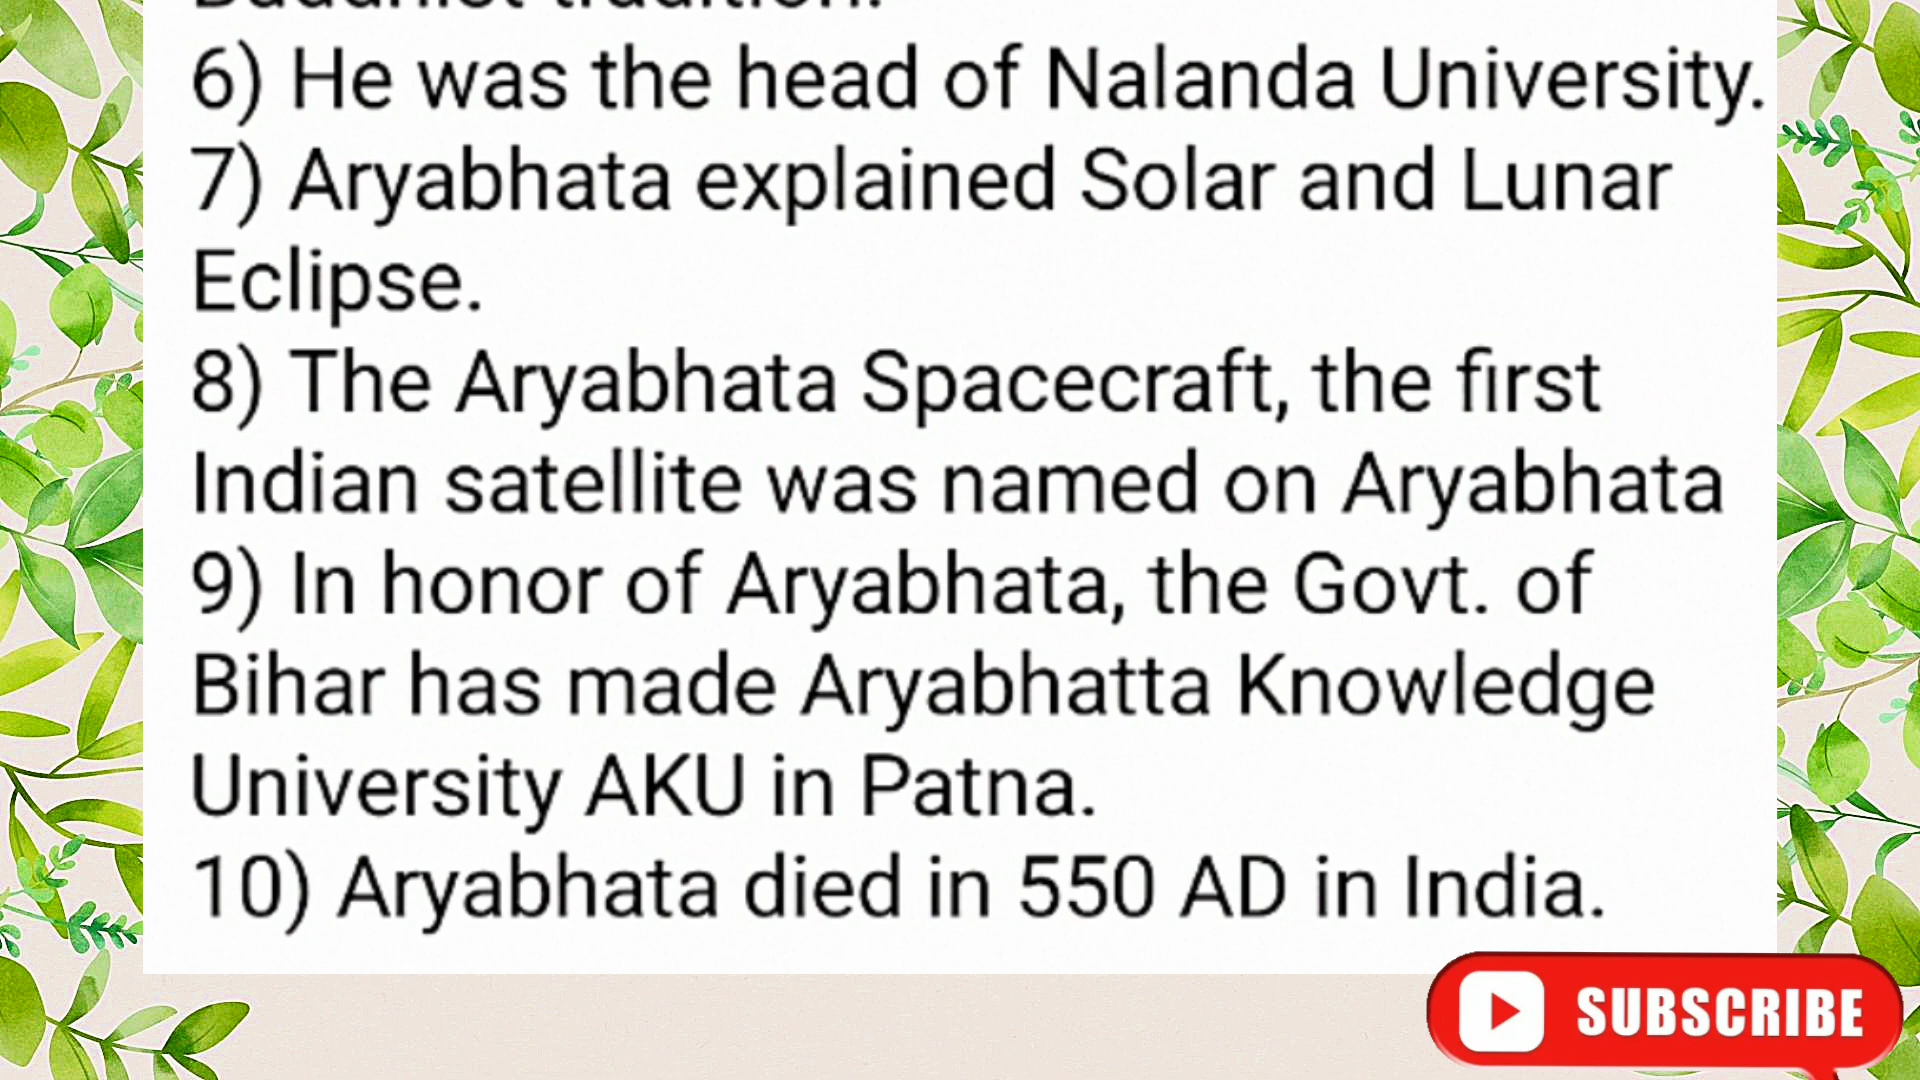 Buddhist tradition.
6) He was the head of Nalanda University.
7) Aryabhata explained Solar and Lunar
Eclipse.
8) The Aryabhata Spacecraft, the first
Indian satellite was named on Aryabhata
9) In honor of Aryabhata, the Govt. of
Bihar has made Aryabhatta Knowledge
University AKU in Patna.
10) Aryabhata died in 550 AD in India.
SUBSCRIBE